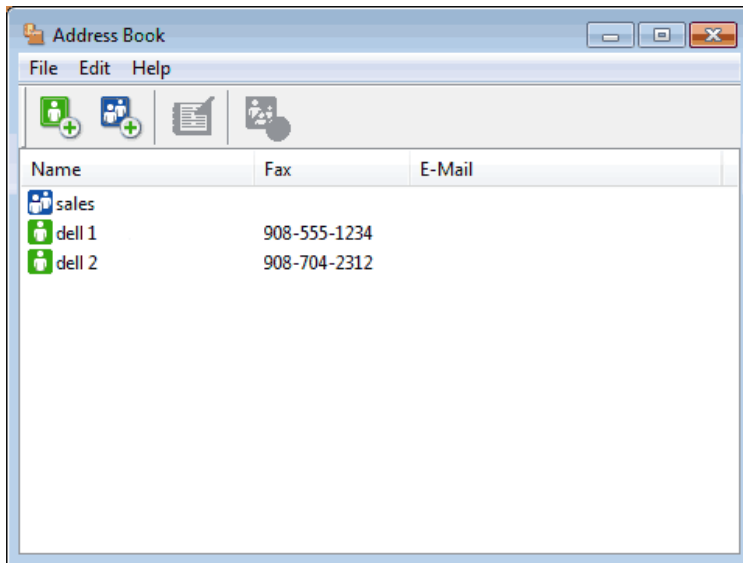 Address Book
File Edit Help
Name Fax E-Mail
sales
dell 1 908-555-1234
dell 2 908-704-2312